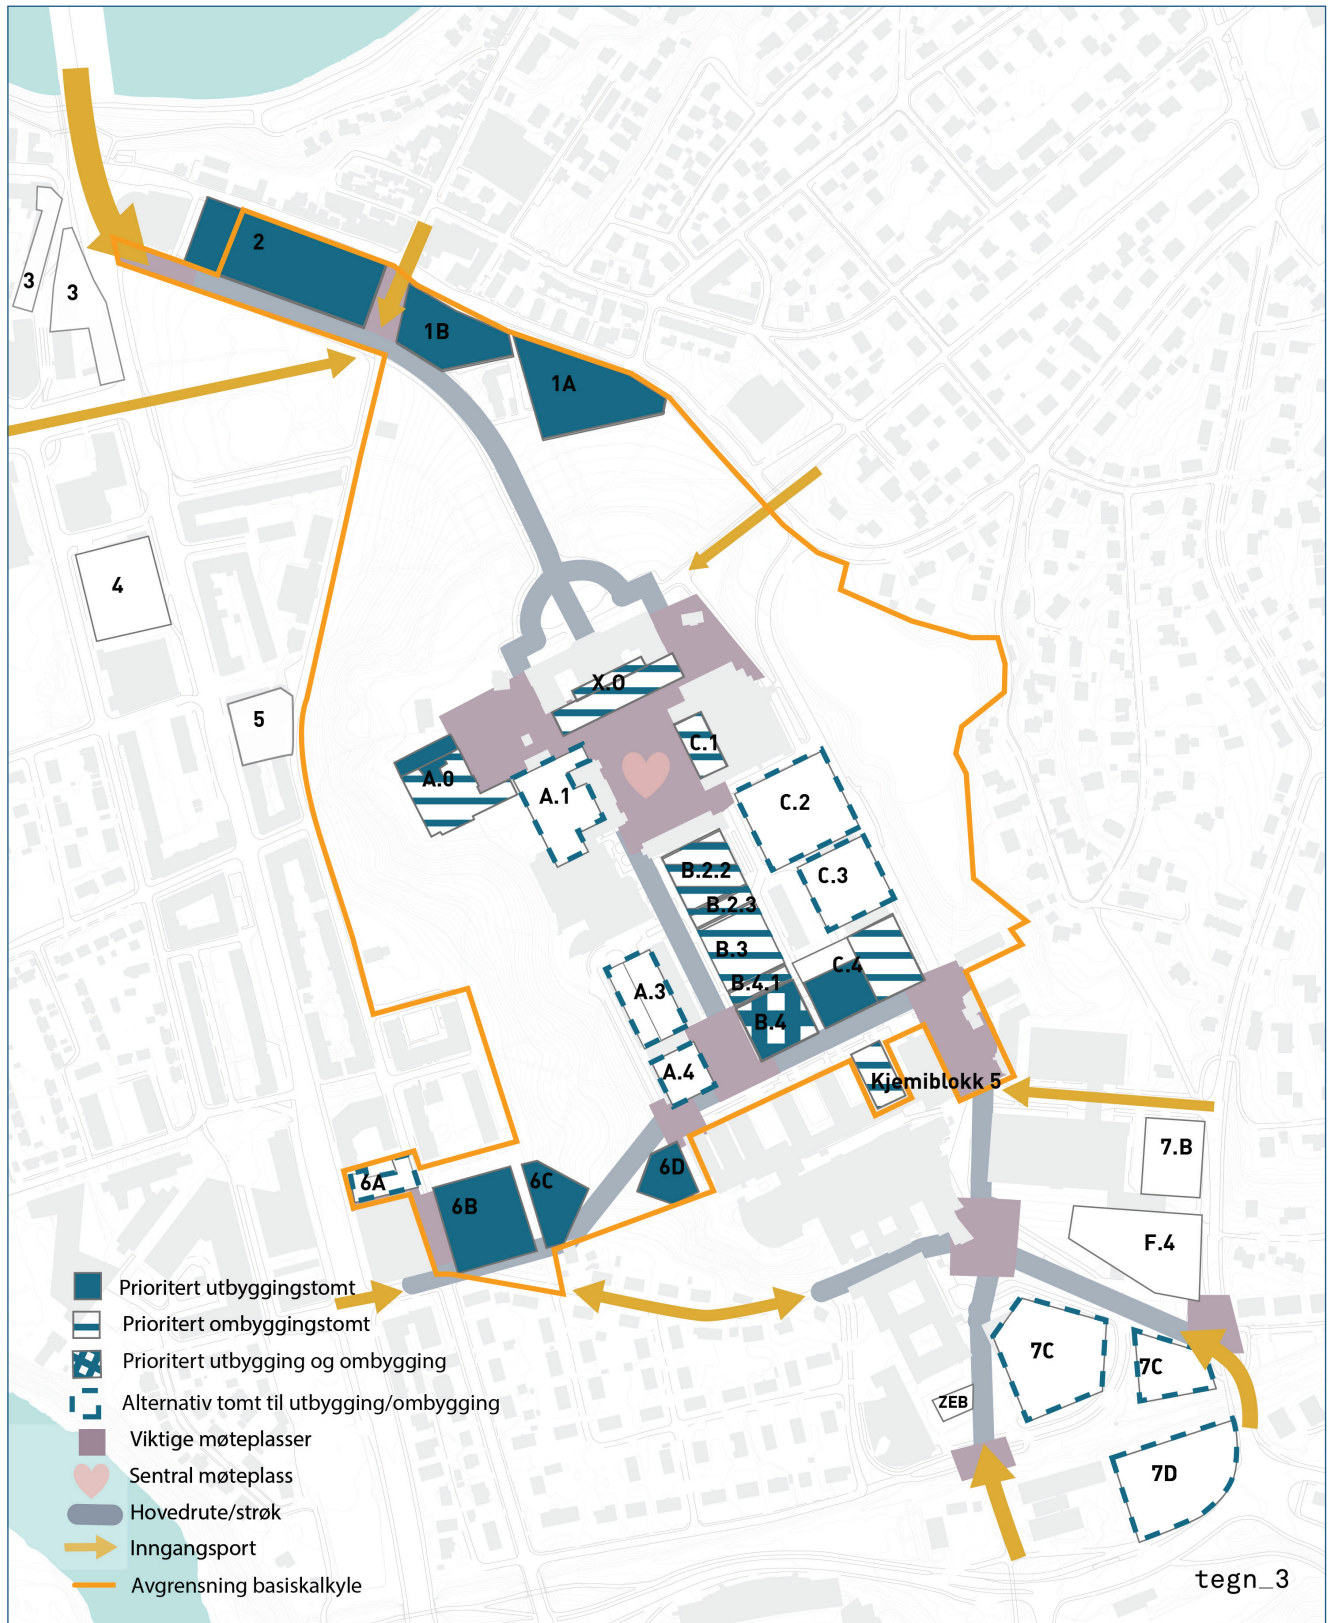 2
3
3
1B
1A
4
5
X.O
C.1
A.0
A.1
C.2
B.2.2
C.3
B.2.3
B.3
C.4
B.4.1
A.3
B.4
A.4
Kjemiblokk 5
7.B
6D
6A
6C
6B
F.4
7C
7C
ZEB
7D
Prioritert utbyggingstomt
Prioritert ombyggingstomt
Prioritert utbygging og ombygging
Alternativ tomt til utbygging/ombygging
Viktige møteplasser
Sentral møteplass
Hovedrute/strøk
Inngangsport
Avgrensning basiskalkyle
tegn_3